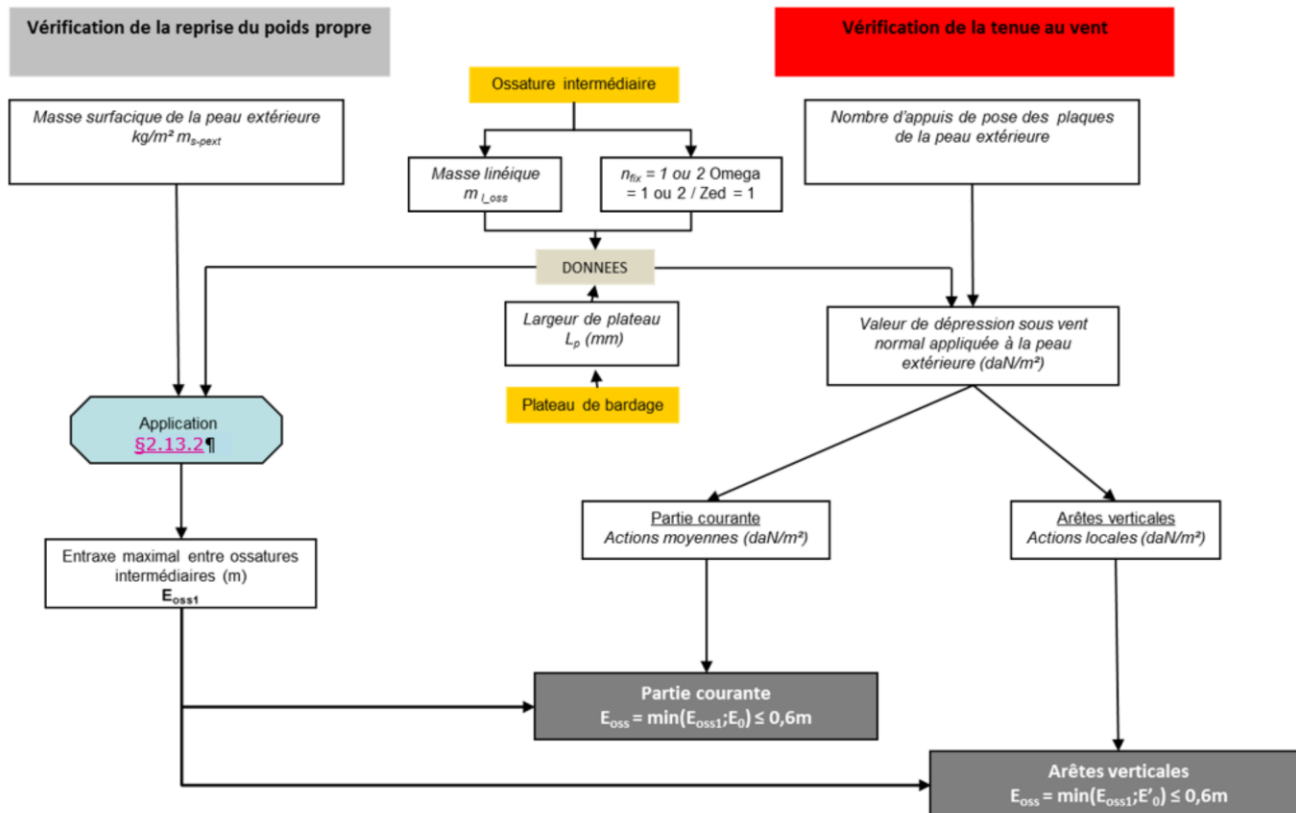 Vérification de la reprise du poids propre
Vérification de la tenue au vent
Ossature intermédiaire
Masse surfacique de la peau extérieure
kg/m² ms-pext
Nombre d'appuis de pose des plaques
de la peau extérieure
Masse linéique
m l_oss
nfix = 1 ou 2 Omega
= 1 ou 2 / Zed = 1
DONNEES
Largeur de plateau
Lp (mm)
Valeur de dépression sous vent
normal appliquée à la peau
extérieure (daN/m²)
Plateau de bardage
Application
§2.13.2¶
Partie courante
Actions moyennes (daN/m²)
Arêtes verticales
Actions locales (daN/m²)
Entraxe maximal entre ossatures
intermédiaires (m)
Eoss1
Partie courante
Eoss = min(Eoss1;E0) ≤ 0,6m
Arêtes verticales
Eoss = min(Eoss1;E'0) ≤ 0,6m